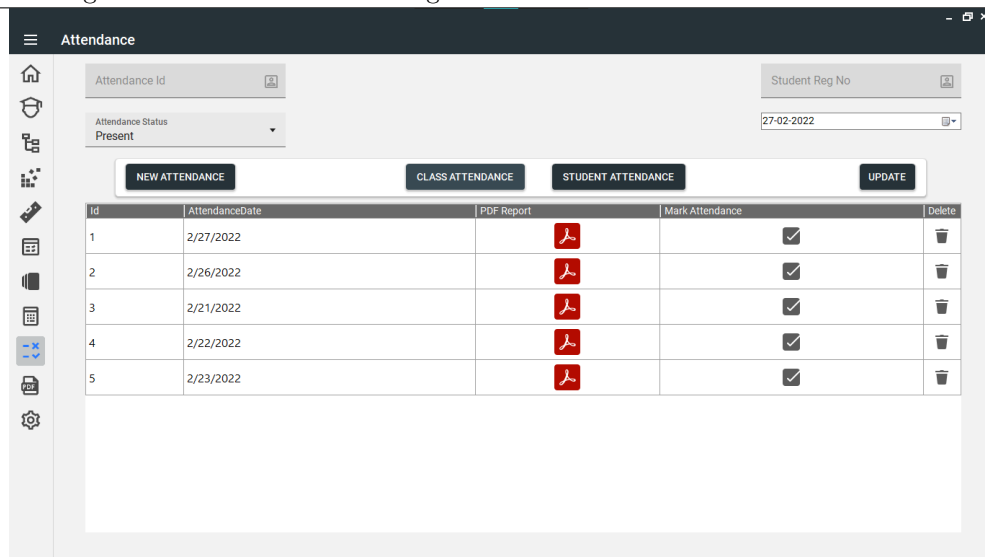 Attendance
Attendance Id
Student Reg No
Attendance Status
Present
27-02-2022
NEW ATTENDANCE
CLASS ATTENDANCE
STUDENT ATTENDANCE
UPDATE
Id AttendanceDate PDF Report Mark Attendance Delete
1 2/27/2022
2 2/26/2022
3 2/21/2022
4 2/22/2022
5 2/23/2022
PDF